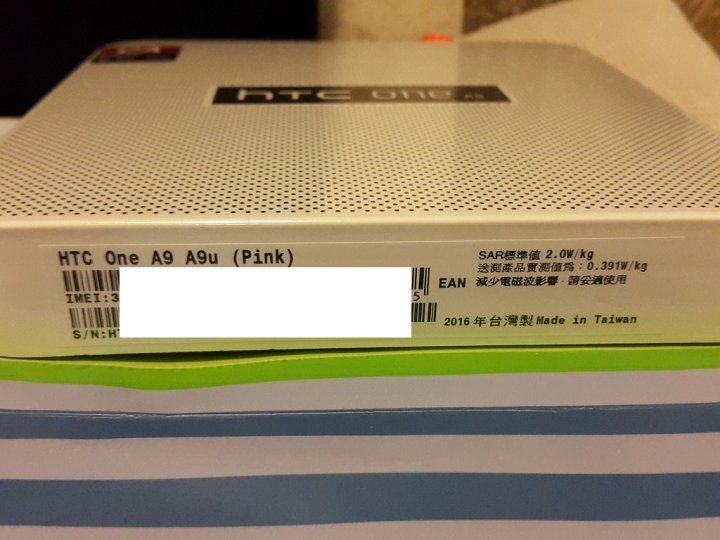 hTC one A9
HTC One A9 A9u (Pink)
IMEI:3
5
S/N:HT
EAN
SAR標準值 2.0W/kg
送測產品實測值為:0.391W/kg
減少電磁波影響,請妥適使用
2016 年台灣製 Made in Taiwan